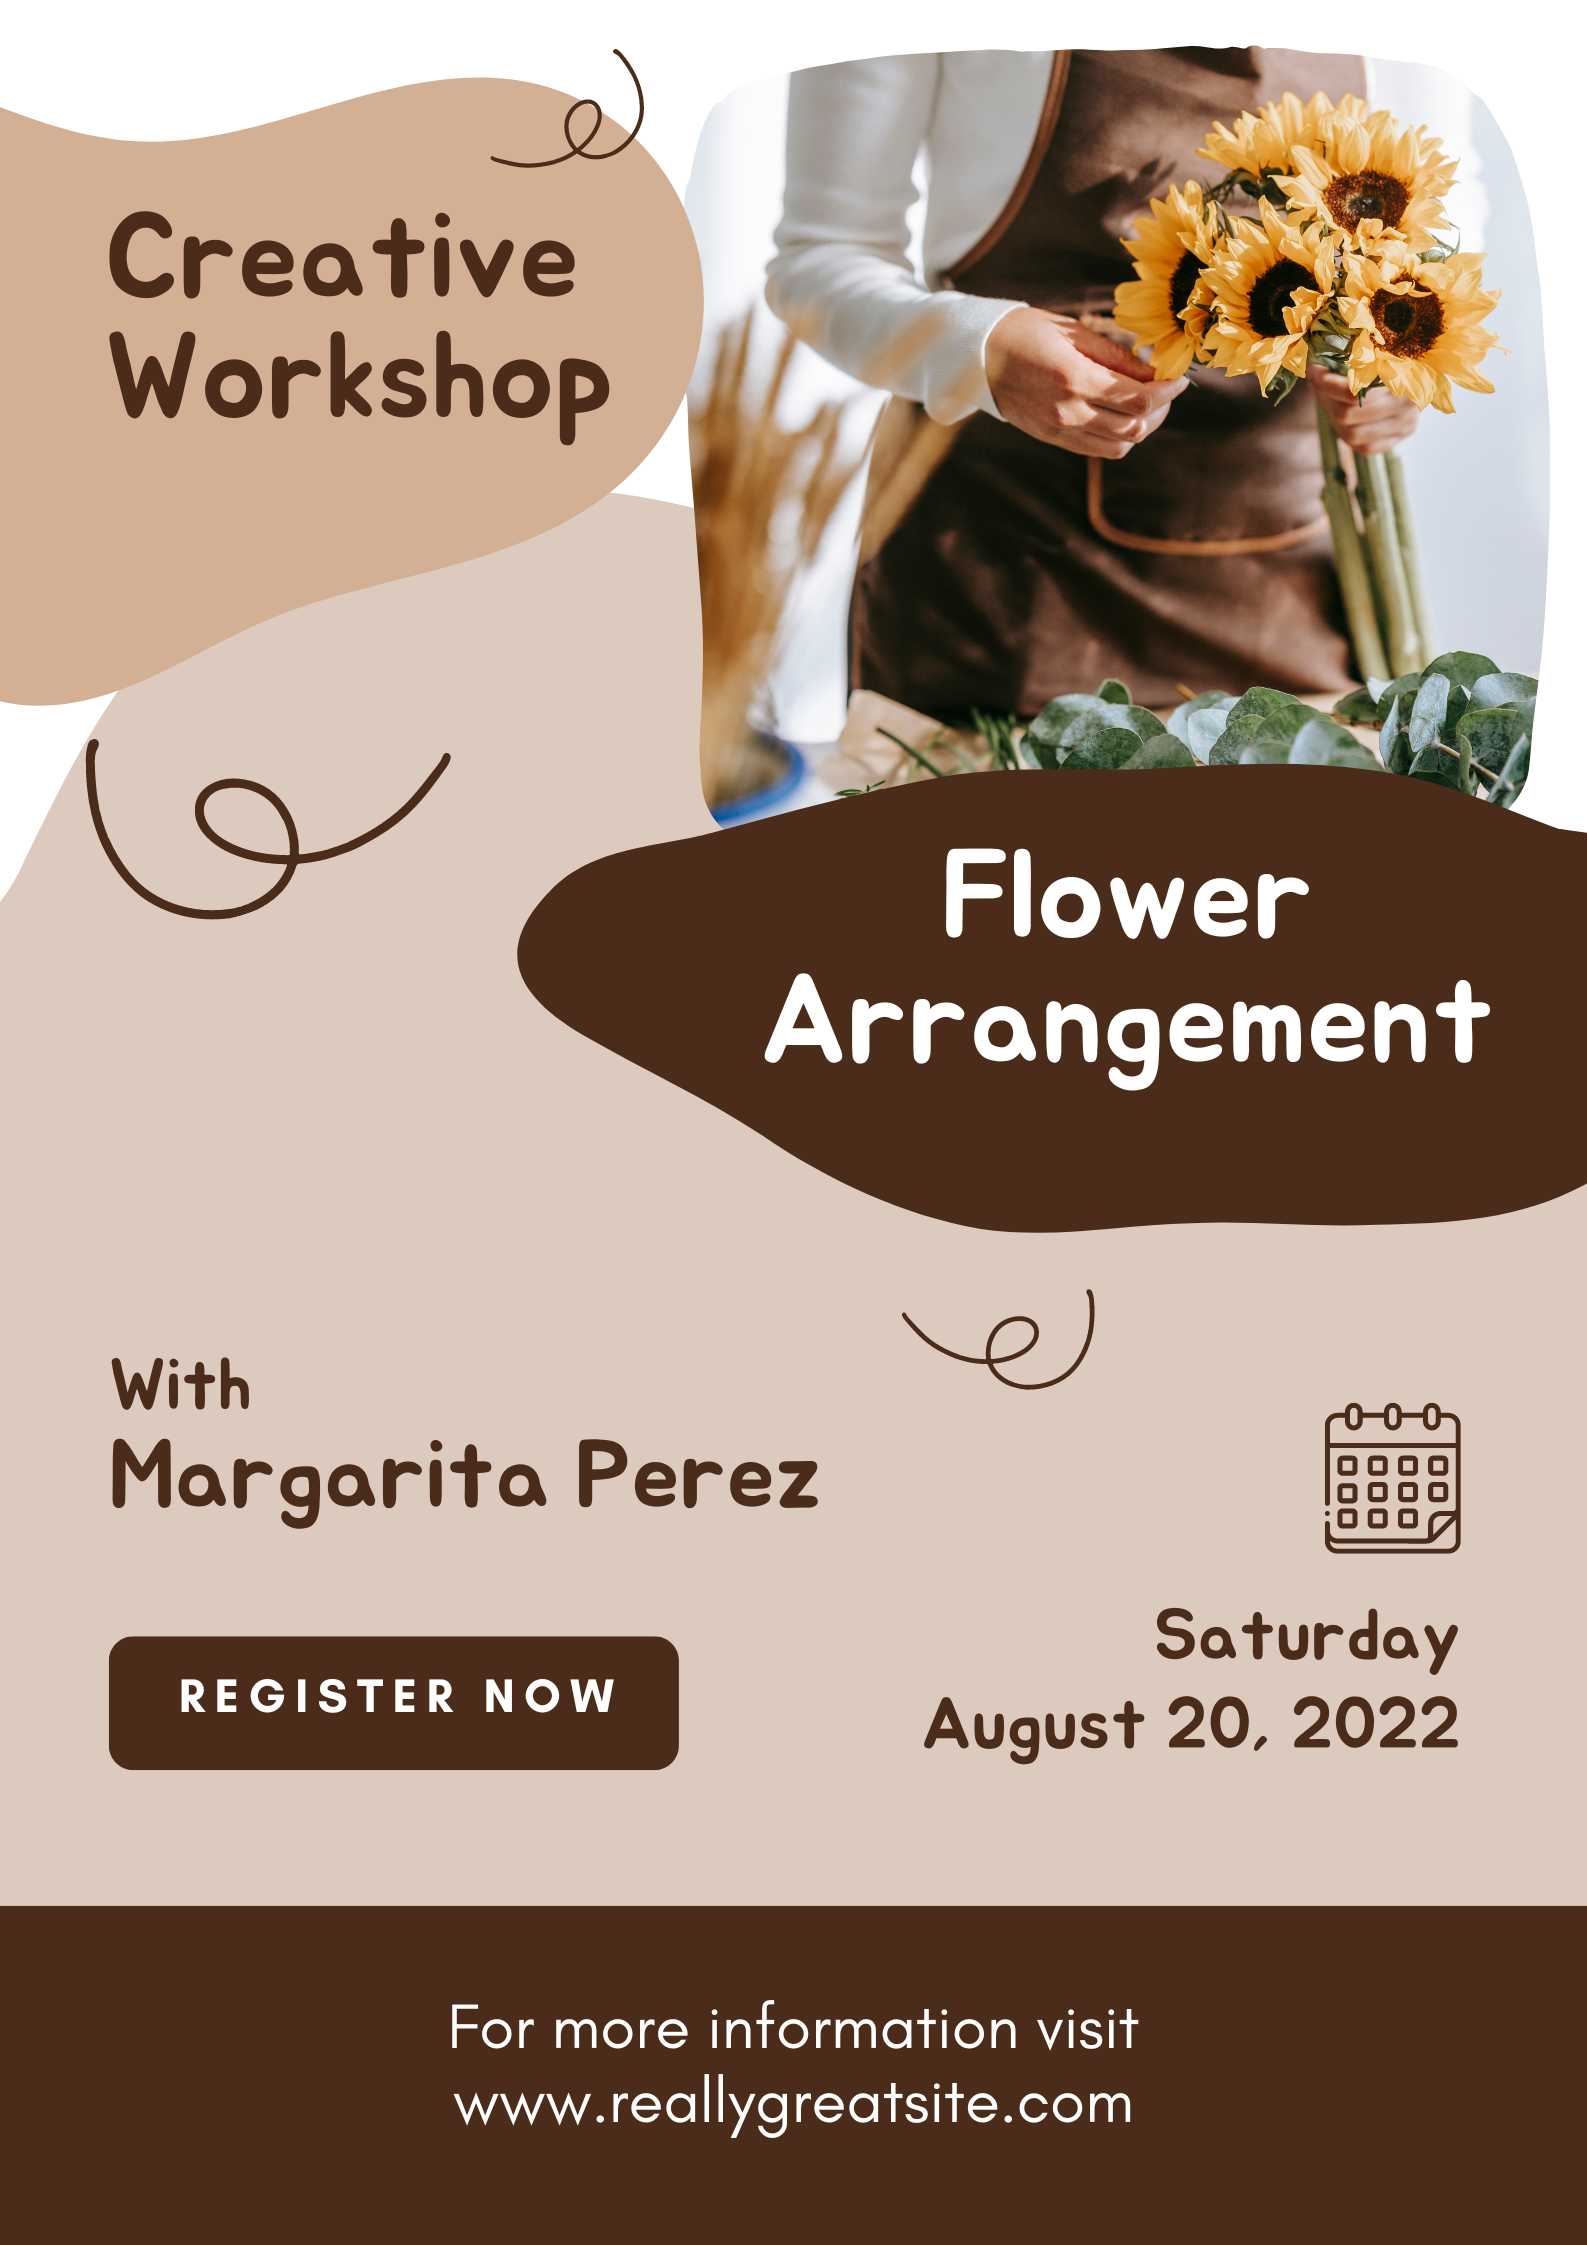 Creative
Workshop
Flower
Arrangement
With
Margarita Perez
REGISTER NOW
Saturday
August 20, 2022
For more information visit
www.reallygreatsite.com